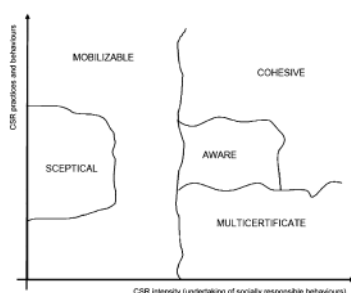 CSR practices and behaviours
MOBILIZABLE
COHESIVE
SCEPTICAL
AWARE
MULTICERTIFICATE
CSR intensity (undertaking of socially responsible behaviours)